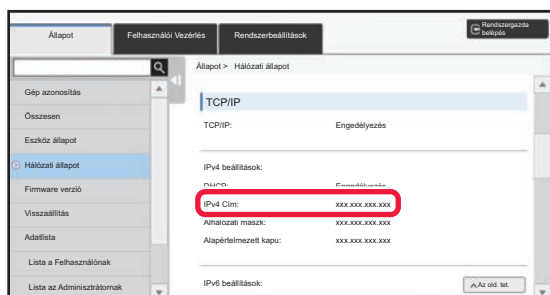 Állapot
Felhasználói Vezérlés
Rendszerbeállítások
Rendszergazda
belépés
Állapot > Hálózati állapot
Gép azonosítás
Összesen
Eszköz állapot
Hálózati állapot
Firmware verzió
Visszaállítás
Adatlista
Lista a Felhasználónak
Lista az Adminisztrátornak
TCP/IP
TCP/IP: Engedélyezés
IPv4 beállítások:
DHCP: Engedélyezés
IPv4 Cím: xxx.xxx.xxx.xxx
Alhálózati maszk: xxx.xxx.xxx.xxx
Alapértelmezett kapu: xxx.xxx.xxx.xxx
IPv6 beállítások:
Az old. tet.